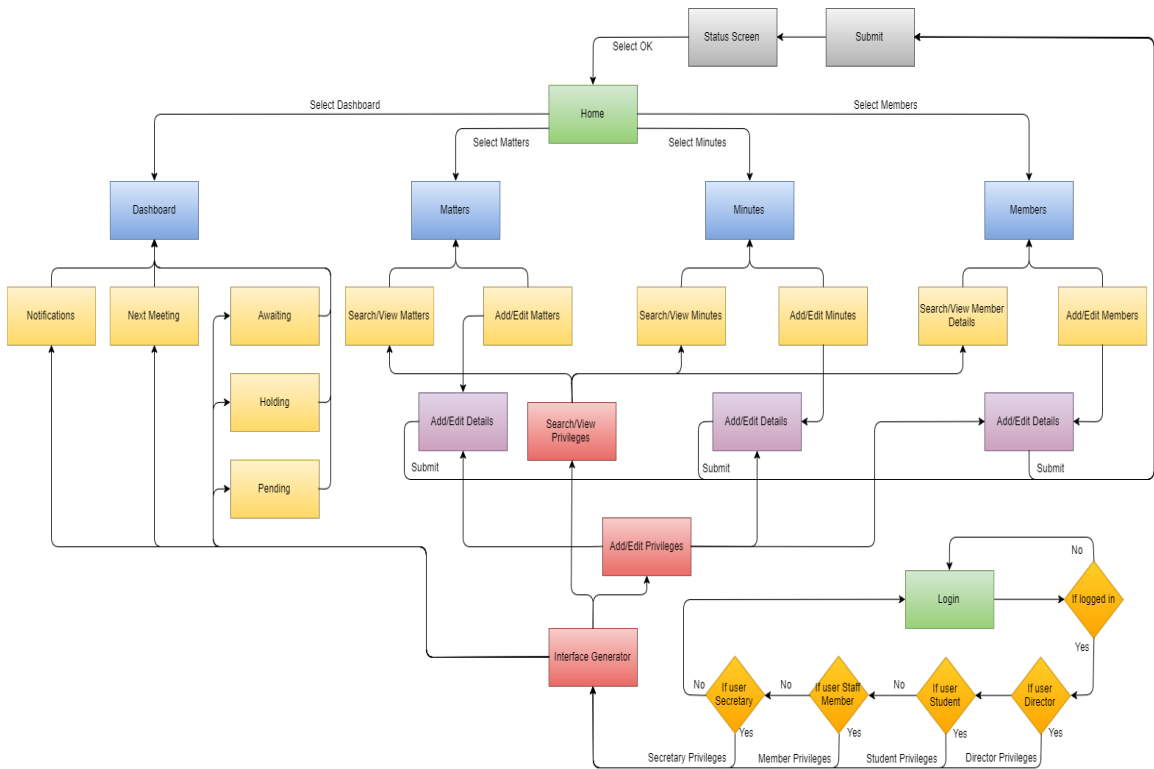 Status Screen
Submit
Select OK
Home
Select Dashboard
Select Members
Select Matters
Select Minutes
Dashboard
Matters
Minutes
Members
Notifications
Next Meeting
Awaiting
Search/View Matters
Add/Edit Matters
Search/View Minutes
Add/Edit Minutes
Search/View Member
Details
Add/Edit Members
Holding
Add/Edit Details
Search/View
Privileges
Add/Edit Details
Add/Edit Details
Submit
Submit
Submit
Pending
Add/Edit Privileges
No
Login
If logged in
Yes
Interface Generator
No
If user
Secretary
No
If user Staff
Member
No
If user
Student
If user
Director
Yes
Yes
Yes
Yes
Secretary Privileges
Member Privileges
Student Privileges
Director Privileges